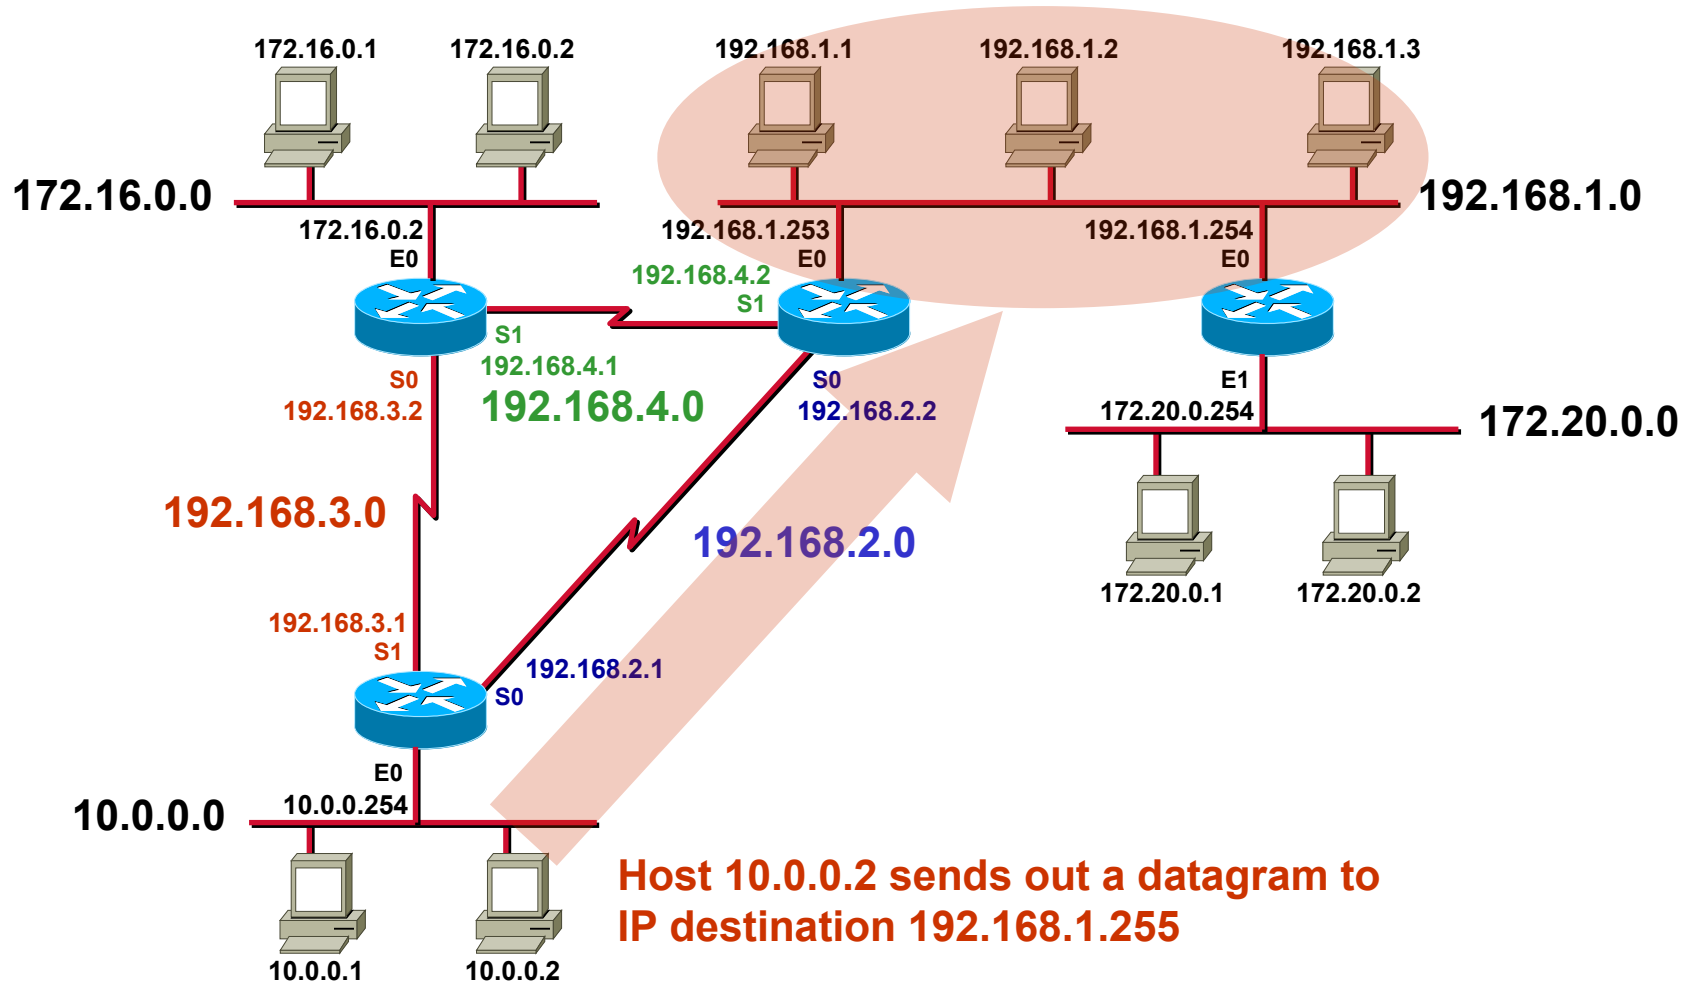 172.16.0.1
172.16.0.2
192.168.1.1
192.168.1.2
192.168.1.3
172.16.0.0
192.168.1.0
172.16.0.2
E0
192.168.1.253
E0
192.168.1.254
E0
192.168.4.2
S1
S1
192.168.4.1
192.168.4.0
S0
192.168.3.2
S0
192.168.2.2
E1
172.20.0.254
172.20.0.0
192.168.3.0
192.168.2.0
172.20.0.1
172.20.0.2
192.168.3.1
S1
192.168.2.1
S0
E0
10.0.0.254
10.0.0.0
10.0.0.1
10.0.0.2
Host 10.0.0.2 sends out a datagram to
IP destination 192.168.1.255